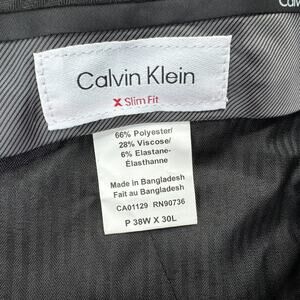 Calvin
Calvin Klein
X Slim Fit
66% Polyester/
28% Viscose/
6% Elastane-
Élasthanne
Made in Bangladesh
Fait au Bangladesh
CA01129 RN90736
P 38W X 30L